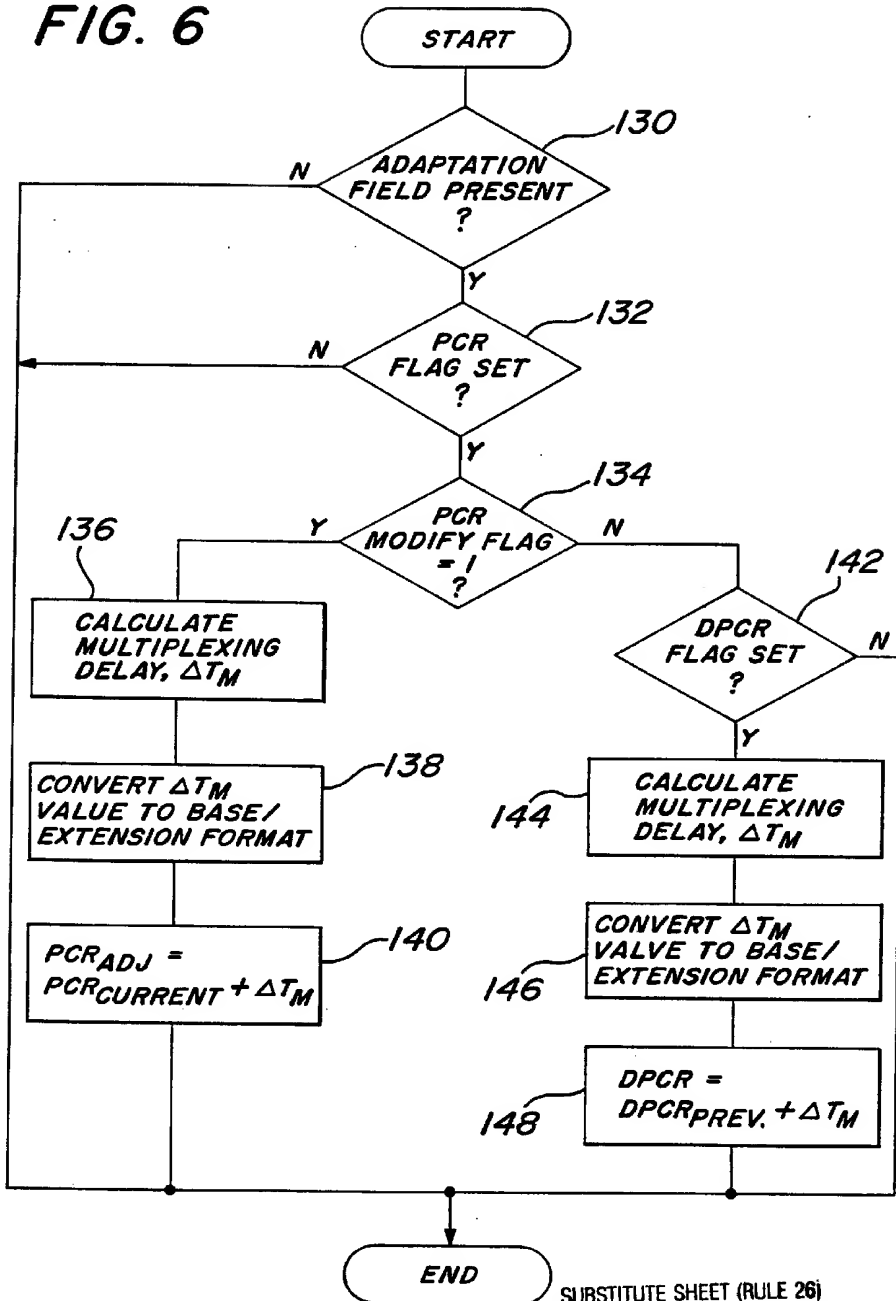 FIG. 6
START
130
ADAPTATION
FIELD PRESENT
?
N
Y
132
PCR
FLAG SET
?
N
Y
134
PCR
MODIFY FLAG
= 1
?
Y
N
136
CALCULATE
MULTIPLEXING
DELAY, ΔTM
142
DPCR
FLAG SET
?
N
Y
138
CONVERT ΔTM
VALUE TO BASE/
EXTENSION FORMAT
144
CALCULATE
MULTIPLEXING
DELAY, ΔTM
140
PCRADJ =
PCRCURRENT + ΔTM
146
CONVERT ΔTM
VALVE TO BASE/
EXTENSION FORMAT
148
DPCR =
DPCRPREV. + ΔTM
END
SUBSTITUTE SHEET (RULE 26)